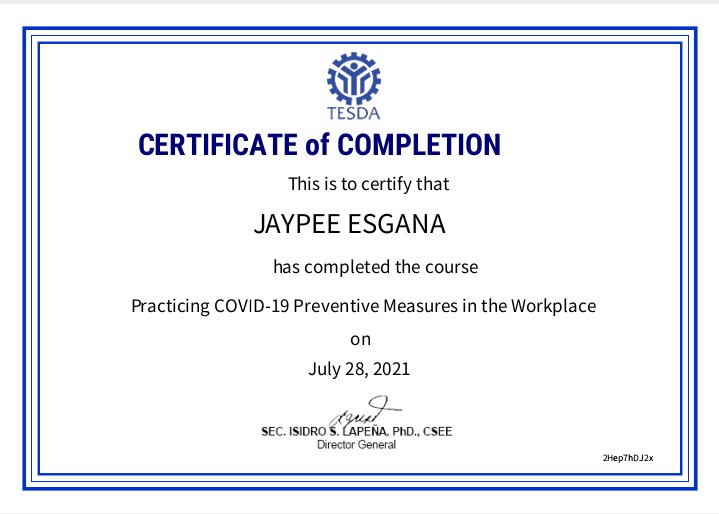 TESDA
CERTIFICATE of COMPLETION
This is to certify that
JAYPEE ESGANA
has completed the course
Practicing COVID-19 Preventive Measures in the Workplace
on
July 28, 2021
SEC. ISIDRO S. LAPEÑA, PhD., CSEE
Director General
2Hep7hDJ2x